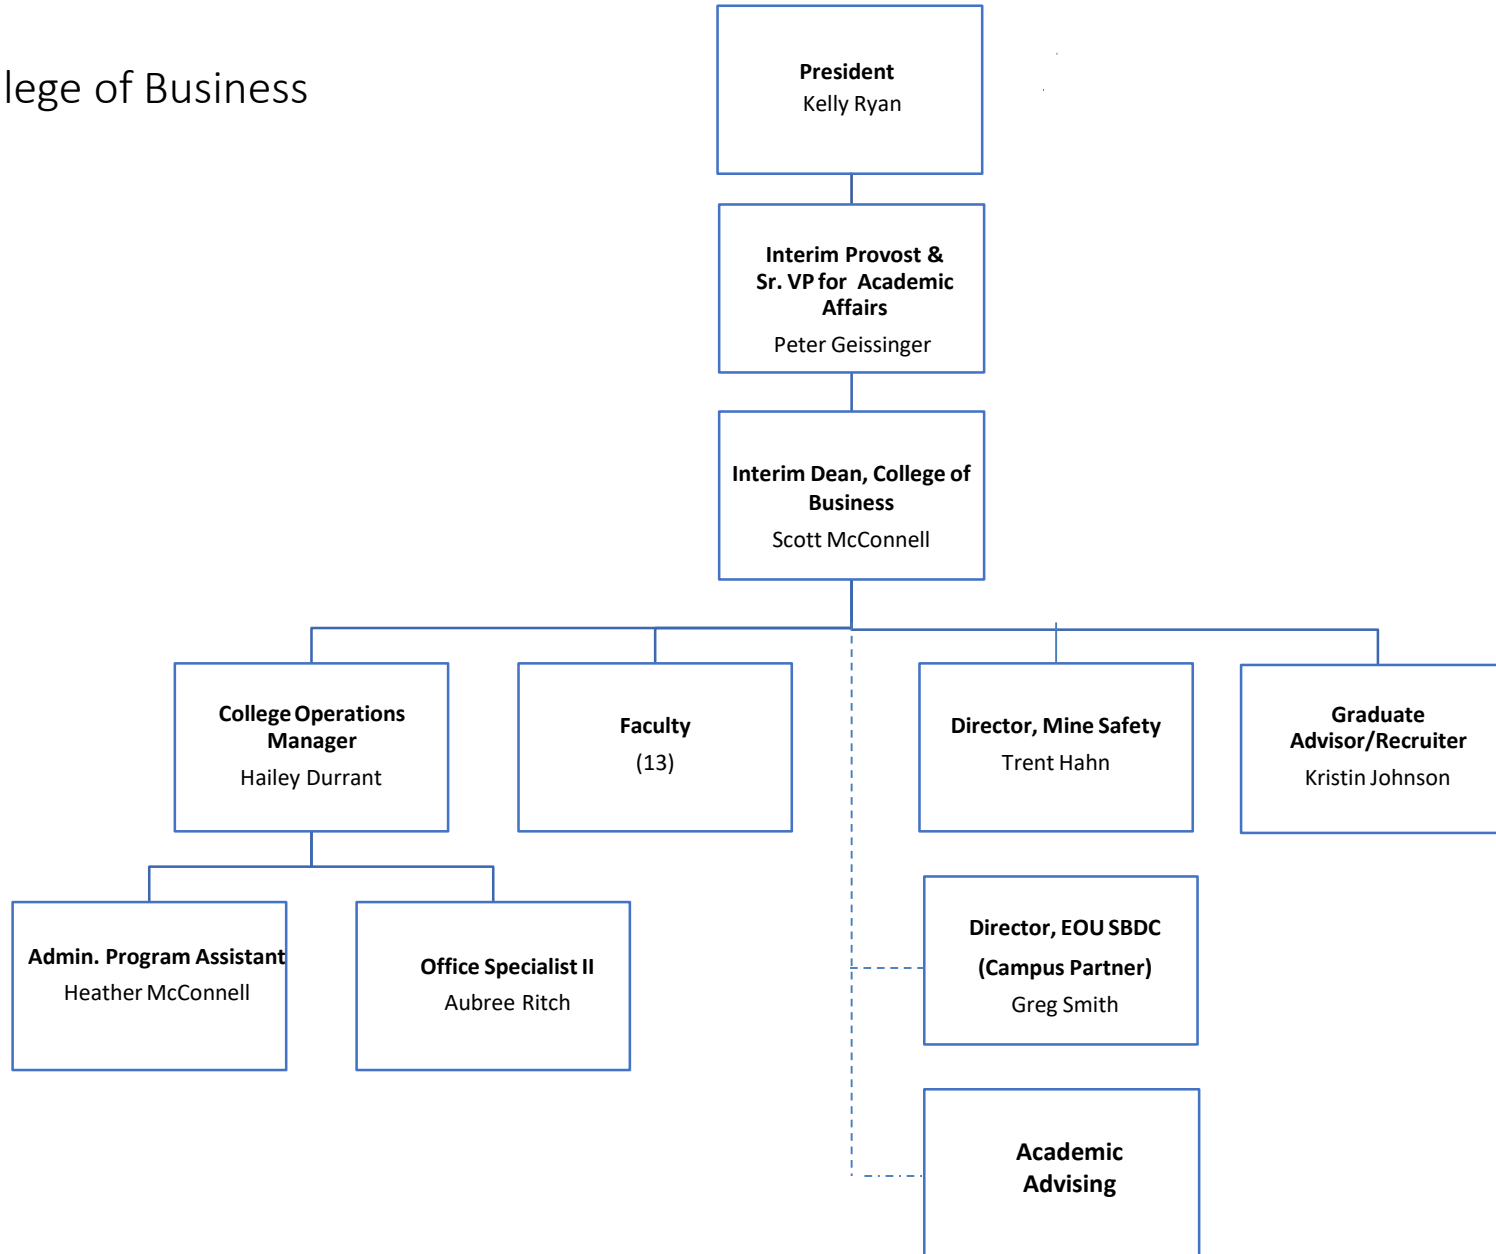 lege of Business
President
Kelly Ryan
Interim Provost &
Sr. VP for Academic
Affairs
Peter Geissinger
Interim Dean, College of
Business
Scott McConnell
College Operations
Manager
Hailey Durrant
Faculty
(13)
Director, Mine Safety
Trent Hahn
Graduate
Advisor/Recruiter
Kristin Johnson
Admin. Program Assistant
Heather McConnell
Office Specialist II
Aubree Ritch
Director, EOU SBDC
(Campus Partner)
Greg Smith
Academic
Advising